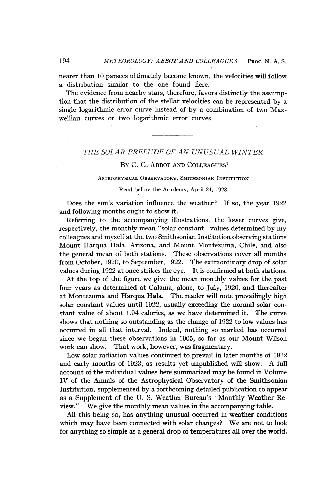 194 METEOROLOGY: ABBOT AND COLLEAGUES PROC. N. A. S.
nearer than 10 parsecs ultimately become known, the velocities will follow
a distribution similar to the one found here.
The evidence from nearby stars, therefore, favors distinctly the assump-
tion that the distribution of the stellar velocities can be represented by a
single logarithmic error curve instead of by a combination of two Max-
wellian curves or two logarithmic error curves.
THE SOLAR PRELUDE OF AN UNUSUAL WINTER
BY C. G. ABBOT AND COLLEAGUES
ASTROPHYSICAL OBSERVATORY, SMITHSONIAN INSTITUTION
Read before the Academy, April 24, 1923
Does the sun's variation influence the weather? If so, the year 1922
and following months ought to show it.
Referring to the accompanying illustrations, the lower curves give,
respectively, the monthly mean "solar constant" values determined by my
colleagues and myself at the two Smithsonian Institution observing stations
Mount Harqua Hala, Arizona, and Mount Montezuma, Chile, and also
the general mean of both stations. These observations cover all months
from October, 1920, to September, 1922. The extraordinary drop of solar
values during 1922 at once strikes the eye. It is confirmed at both stations.
At the top of the figure we give the mean monthly values for the past
four years as determined at Calama, alone, to July, 1920, and thereafter
at Montezuma and Harqua Hala. The reader will note prevailingly high
solar constant values until 1922, usually exceeding the normal solar con-
stant value of about 1.94 calories, as we have determined it. The curve
shows that nothing so outstanding as the change of 1922 to low values has
occurred in all that interval. Indeed, nothing so marked has occurred
since we began these observations in 1905, so far as our Mount Wilson
work can show. That work, however, was fragmentary.
Low solar radiation values continued to prevail in later months of 1922
and early months of 1923, as results yet unpublished will show. A full
account of the individual values here summarized may be found in Volume
IV of the Annals of the Astrophysical Observatory of the Smithsonian
Institution, supplemented by a forthcoming detailed publication to appear
as a Supplement of the U. S. Weather Bureau's "Monthly Weather Re-
view." We give the monthly mean values in the accompanying table.
All this being so, has anything unusual occurred in weather conditions
which may have been connected with solar changes? We are not to look
for anything so simple as a general drop of temperatures all over the world.